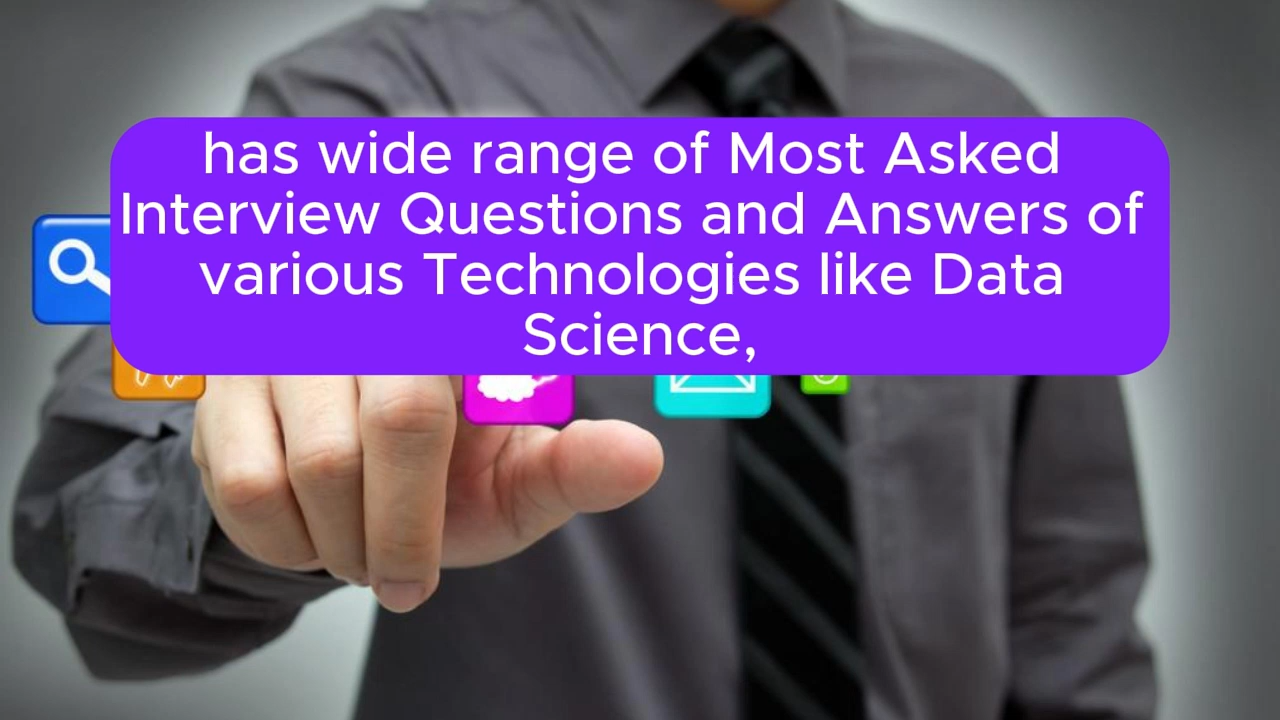 has wide range of Most Asked
Interview Questions and Answers of
various Technologies like Data
Science,